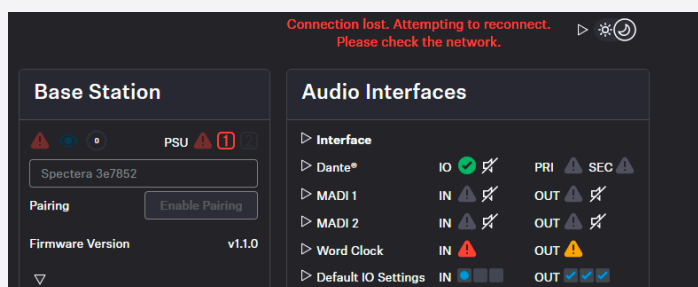 Connection lost. Attempting to reconnect.
Please check the network.
Base Station
0
PSU 1 2
Spectera 3e7852
Pairing Enable Pairing
Firmware Version v1.1.0
Audio Interfaces
Interface
Dante® IO PRI SEC
MADI 1 IN OUT
MADI 2 IN OUT
Word Clock IN OUT
Default IO Settings IN OUT